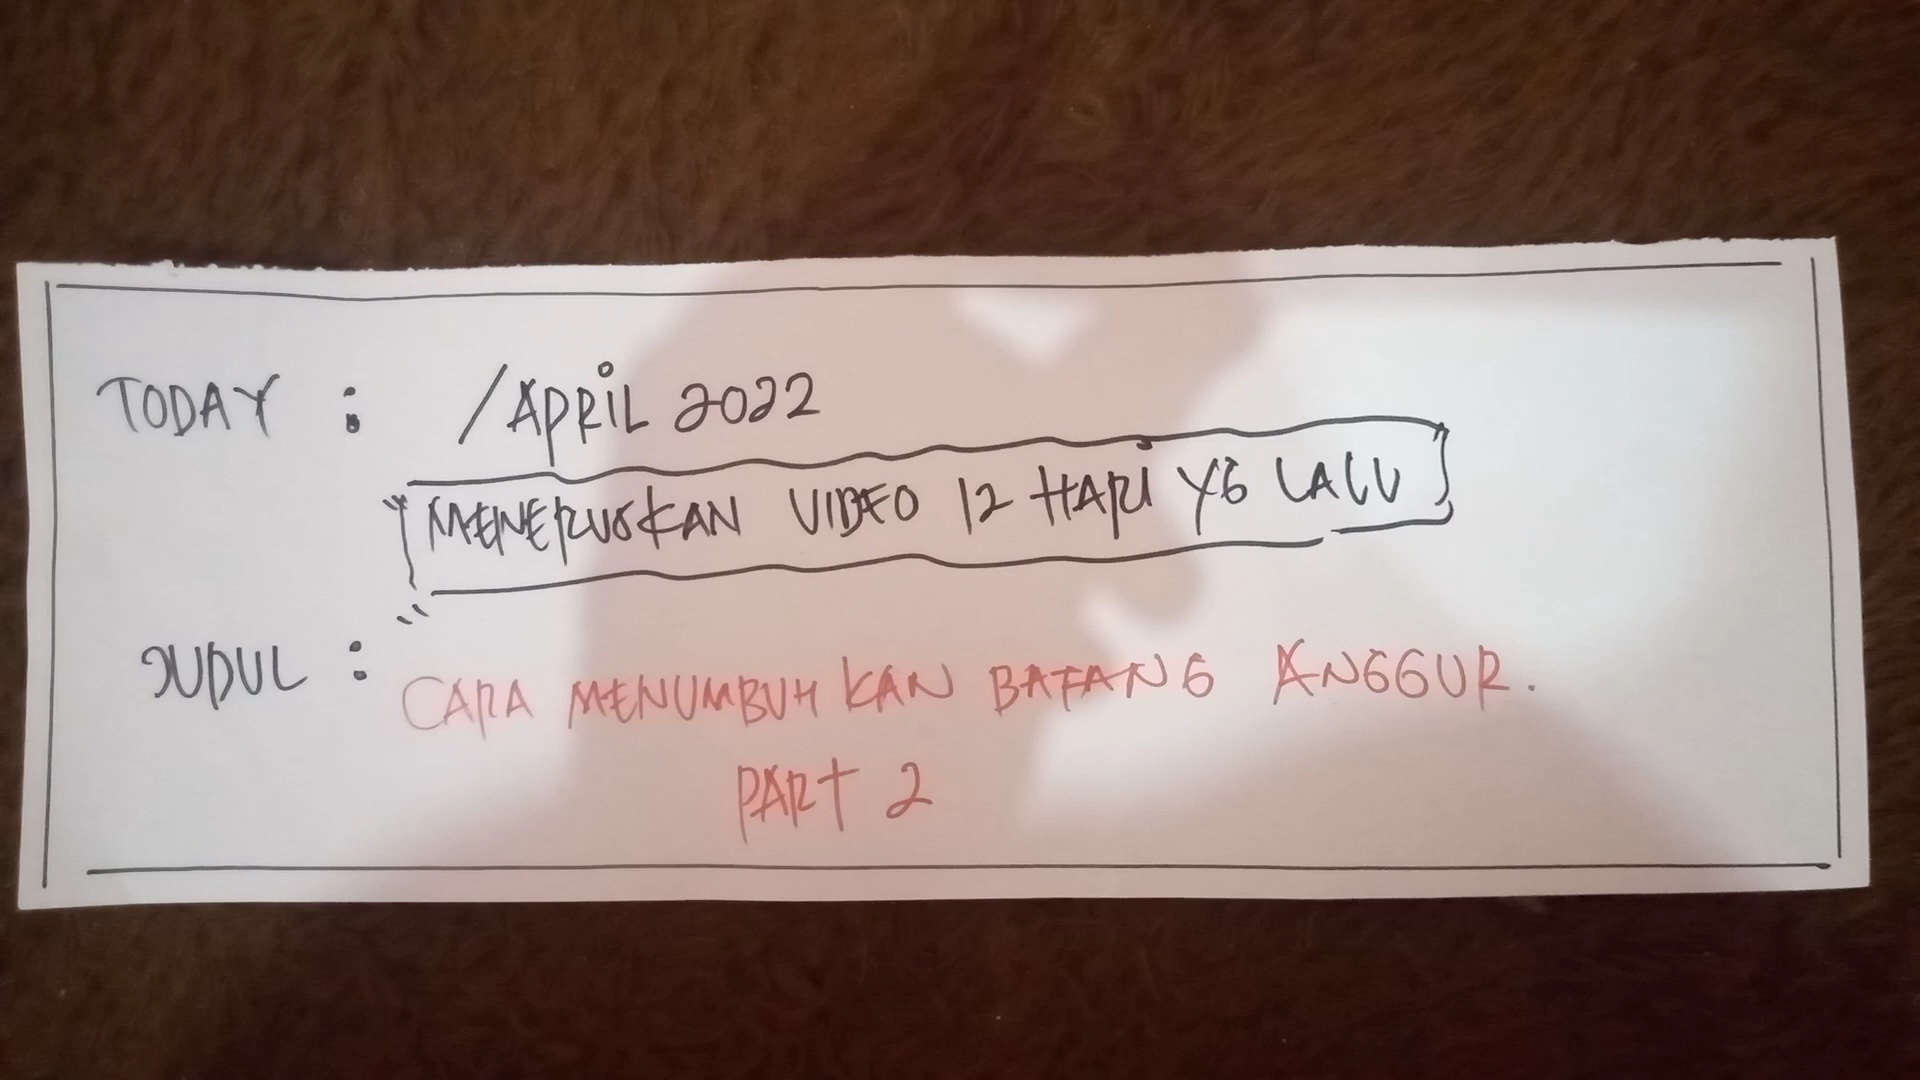 TODAY : /APRiL 2022
MENERUSKAN VIDEO 12 HARi YG LALU
JUDUL : CARA MENUMBUHKAN BATANG ANGGUR.
PART 2